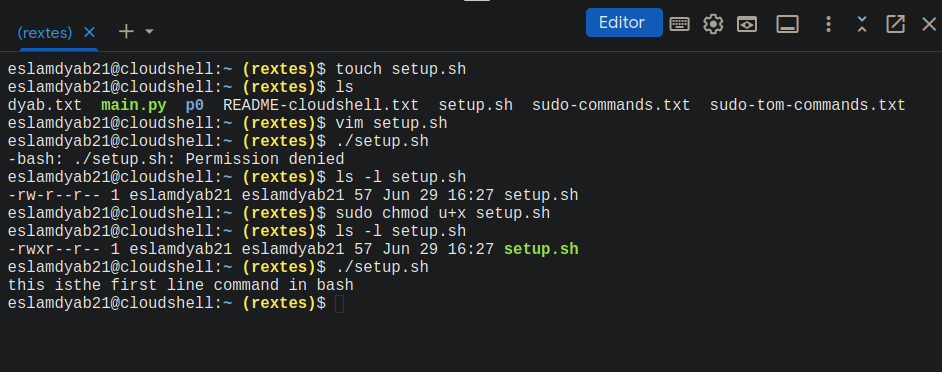 Editor
(rextes)
eslamdyab21@cloudshell:~ (rextes)$ touch setup.sh
eslamdyab21@cloudshell:~ (rextes)$ ls
dyab.txt  main.py  p0  README-cloudshell.txt  setup.sh  sudo-commands.txt  sudo-tom-commands.txt
eslamdyab21@cloudshell:~ (rextes)$ vim setup.sh
eslamdyab21@cloudshell:~ (rextes)$ ./setup.sh
-bash: ./setup.sh: Permission denied
eslamdyab21@cloudshell:~ (rextes)$ ls -l setup.sh
-rw-r--r-- 1 eslamdyab21 eslamdyab21 57 Jun 29 16:27 setup.sh
eslamdyab21@cloudshell:~ (rextes)$ sudo chmod u+x setup.sh
eslamdyab21@cloudshell:~ (rextes)$ ls -l setup.sh
-rwxr--r-- 1 eslamdyab21 eslamdyab21 57 Jun 29 16:27 setup.sh
eslamdyab21@cloudshell:~ (rextes)$ ./setup.sh
this isthe first line command in bash
eslamdyab21@cloudshell:~ (rextes)$